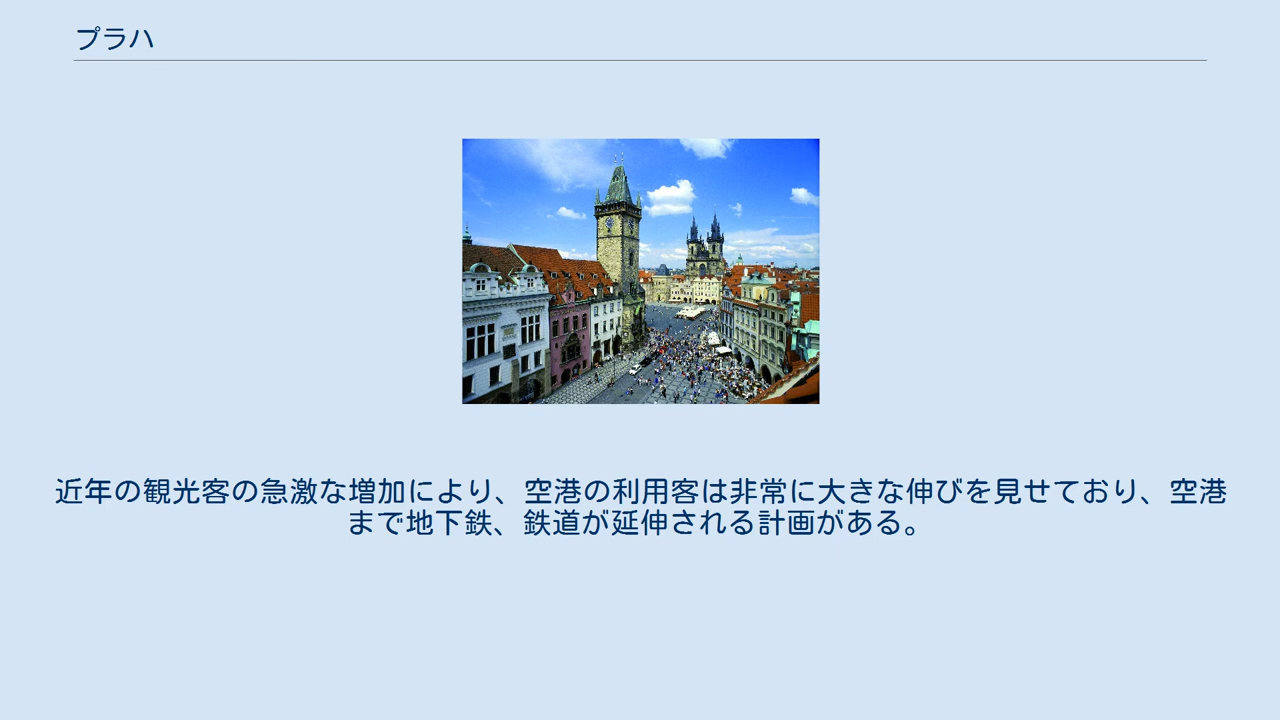 プラハ
近年の観光客の急激な増加により、空港の利用客は非常に大きな伸びを見せており、空港
まで地下鉄、鉄道が延伸される計画がある。